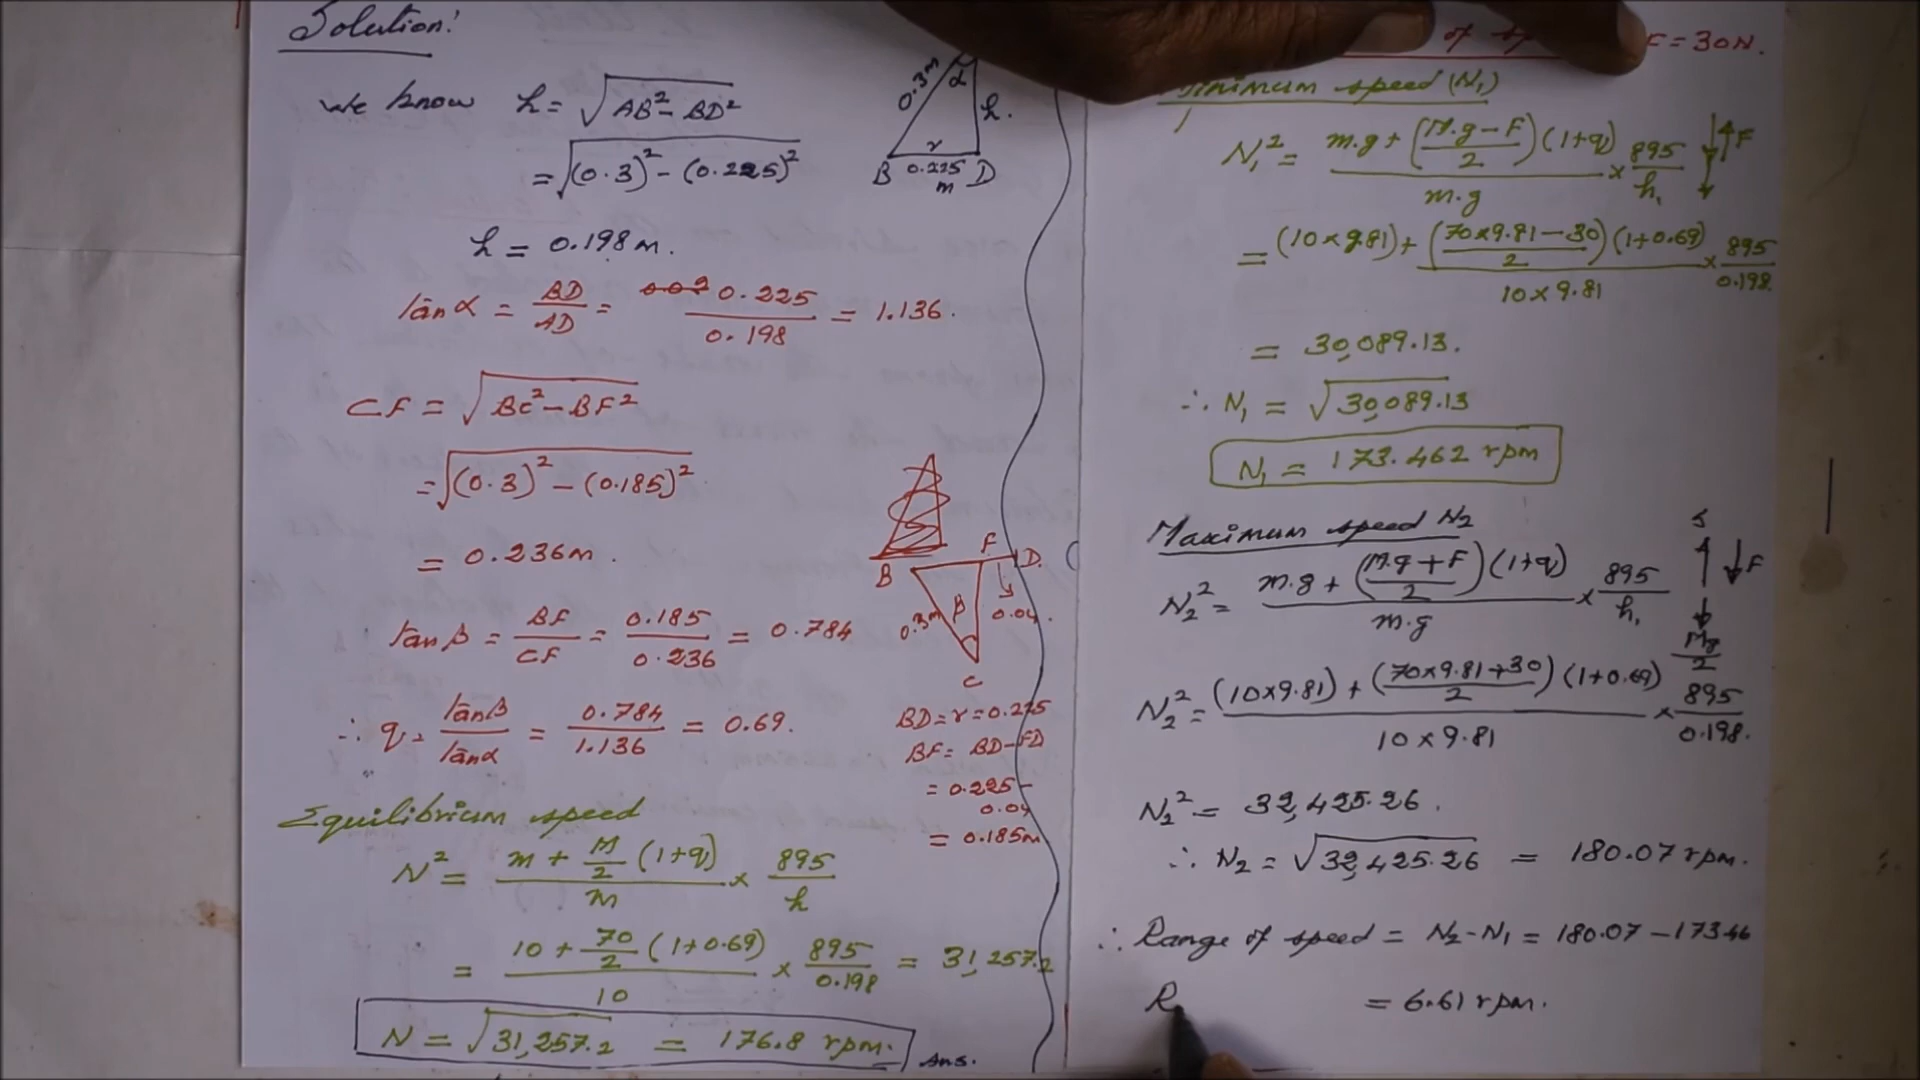 Solution:
We know h = √AB² - BD²
= √(0.3)² - (0.225)²
0.3m
α
h.
r
B 0.225 D
m
h = 0.198m.
tan α = BD/AD = 0.225/0.198 = 1.136.
CF = √BC² - BF²
= √(0.3)² - (0.185)²
= 0.236m.
B F D.
0.3m β 0.04.
C
tan β = BF/CF = 0.185/0.236 = 0.784
∴ q = tanβ/tanα = 0.784/1.136 = 0.69.
BD = r = 0.225
BF = BD - FD
= 0.225 -
0.04
= 0.185m
Equilibrium speed
N² = m + M/2 (1+q)/m × 895/h
= 10 + 70/2 (1+0.69)/10 × 895/0.198 = 31,257.2
N = √31,257.2 = 176.8 rpm. Ans.
of F = 30N.
Minimum speed (N₁)
N₁² = m.g + (M.g - F/2)(1+q)/m.g × 895/h₁
F
= (10×9.81) + (70×9.81-30/2)(1+0.69)/10×9.81 × 895/0.198.
= 30,089.13.
∴ N₁ = √30,089.13
N₁ = 173.462 rpm
Maximum speed N₂
N₂² = m.g + (M.g + F/2)(1+q)/m.g × 895/h₁
F
Mg/2
N₂² = (10×9.81) + (70×9.81+30/2)(1+0.69)/10×9.81 × 895/0.198.
N₂² = 32,425.26.
∴ N₂ = √32,425.26 = 180.07 rpm.
∴ Range of speed = N₂-N₁ = 180.07 - 173.46
R = 6.61 rpm.